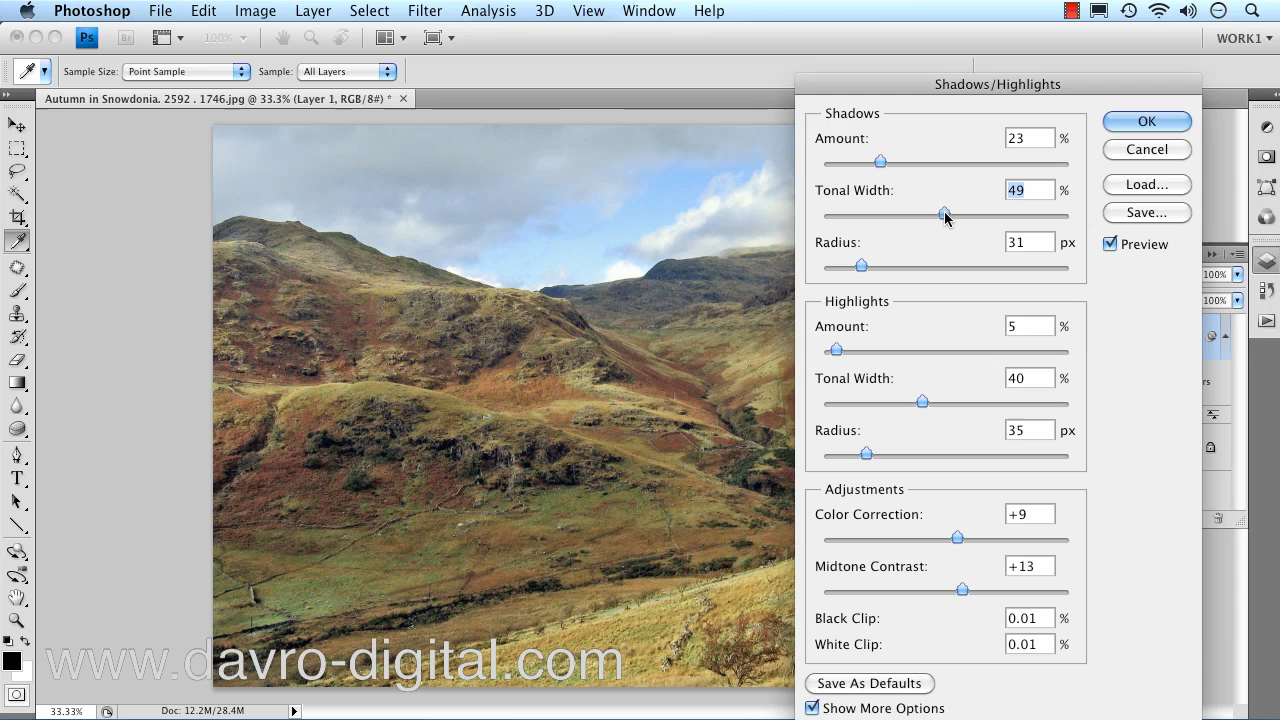 Photoshop File Edit Image Layer Select Filter Analysis 3D View Window Help
Ps Br 100% WORK1
Sample Size: Point Sample Sample: All Layers
Autumn in Snowdonia. 2592 . 1746.jpg @ 33.3% (Layer 1, RGB/8#) *
Shadows/Highlights
Shadows
Amount: 23 %
Tonal Width: 49 %
Radius: 31 px
Highlights
Amount: 5 %
Tonal Width: 40 %
Radius: 35 px
Adjustments
Color Correction: +9
Midtone Contrast: +13
Black Clip: 0.01 %
White Clip: 0.01 %
Save As Defaults
Show More Options
OK
Cancel
Load...
Save...
Preview
100%
100%
rs
T
www.davro-digital.com
33.33% Doc: 12.2M/28.4M